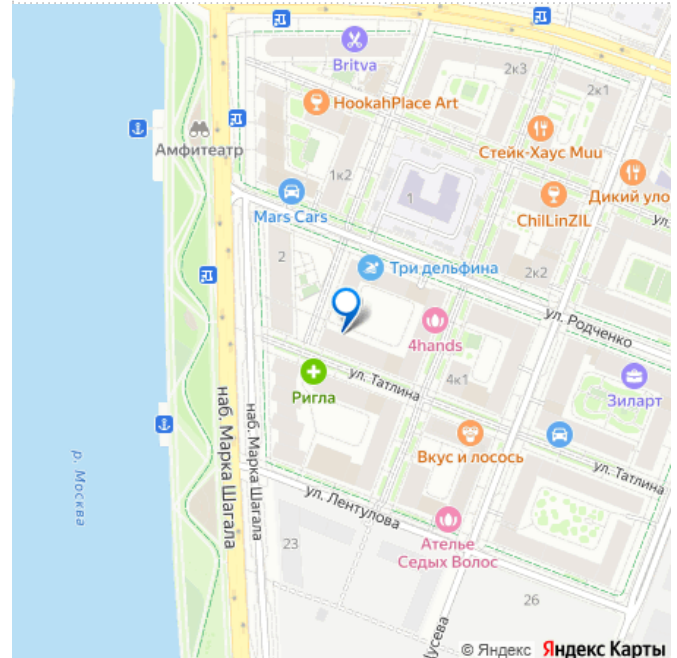 Britva
2к3
2к1
HookahPlace Art
Амфитеатр
Стейк-Хаус Muu
1к2
1
Дикий уло
Mars Cars
ChilLinZIL
ул.
2
Три дельфина
2к2
ул. Родченко
4hands
ул. Татлина
4к1
Ригла
Зиларт
наб. Марка Шагала
наб. Марка Шагала
Вкус и лосось
р. Москва
ул. Татлина
ул. Лентулова
Ателье
Седых Волос
23
26
Щусева
© Яндекс Яндекс Карты